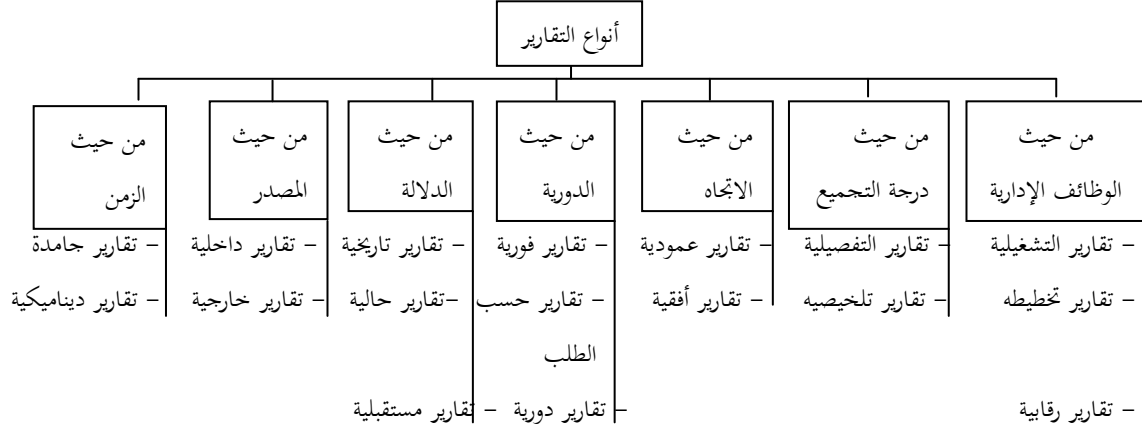 أنواع التقارير
من حيث
الوظائف الإدارية
– تقارير التشغيلية
– تقارير تخطيطه
– تقارير رقابية
من حيث
درجة التجميع
– تقارير التفصيلية
– تقارير تلخيصيه
من حيث
الاتجاه
– تقارير عمودية
– تقارير أفقية
من حيث
الدورية
– تقارير فورية
– تقارير حسب
الطلب
– تقارير دورية
من حيث
الدلالة
– تقارير تاريخية
–تقارير حالية
– تقارير مستقبلية
من حيث
المصدر
– تقارير داخلية
– تقارير خارجية
من حيث
الزمن
– تقارير جامدة
– تقارير ديناميكية